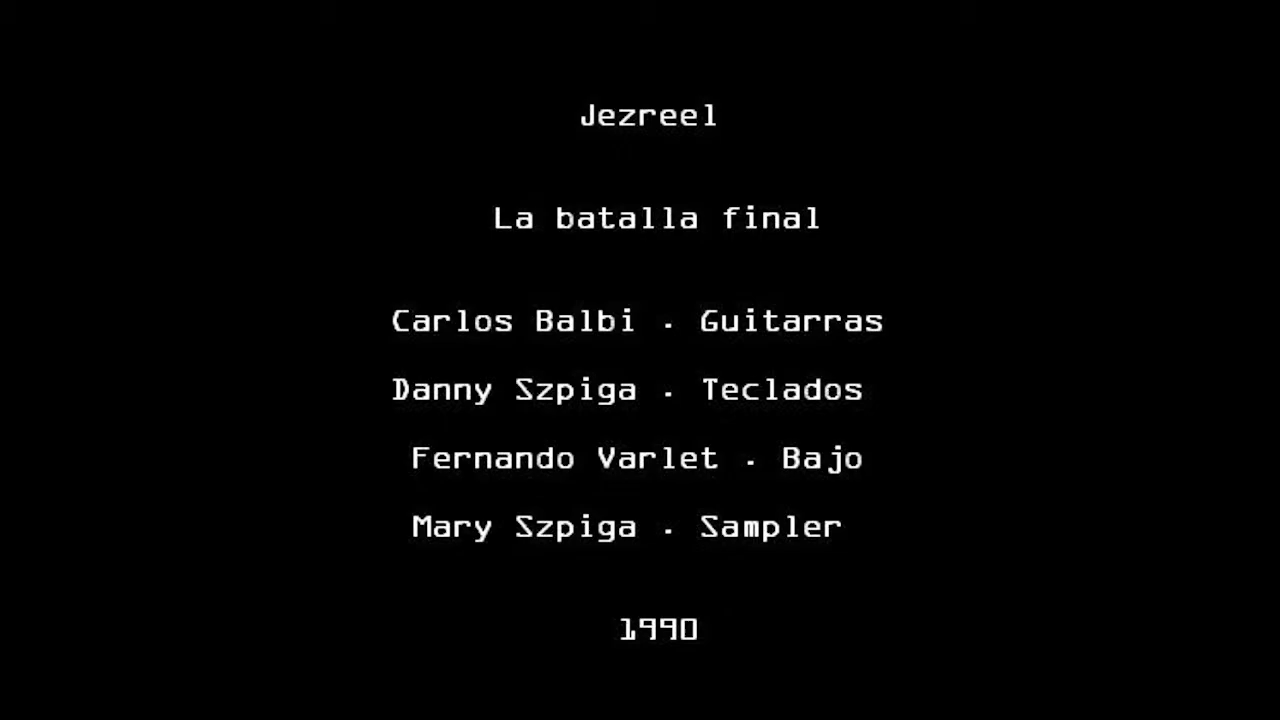 Jezreel
La batalla final
Carlos Balbi . Guitarras
Danny Szpiga . Teclados
Fernando Varlet . Bajo
Mary Szpiga . Sampler
1990